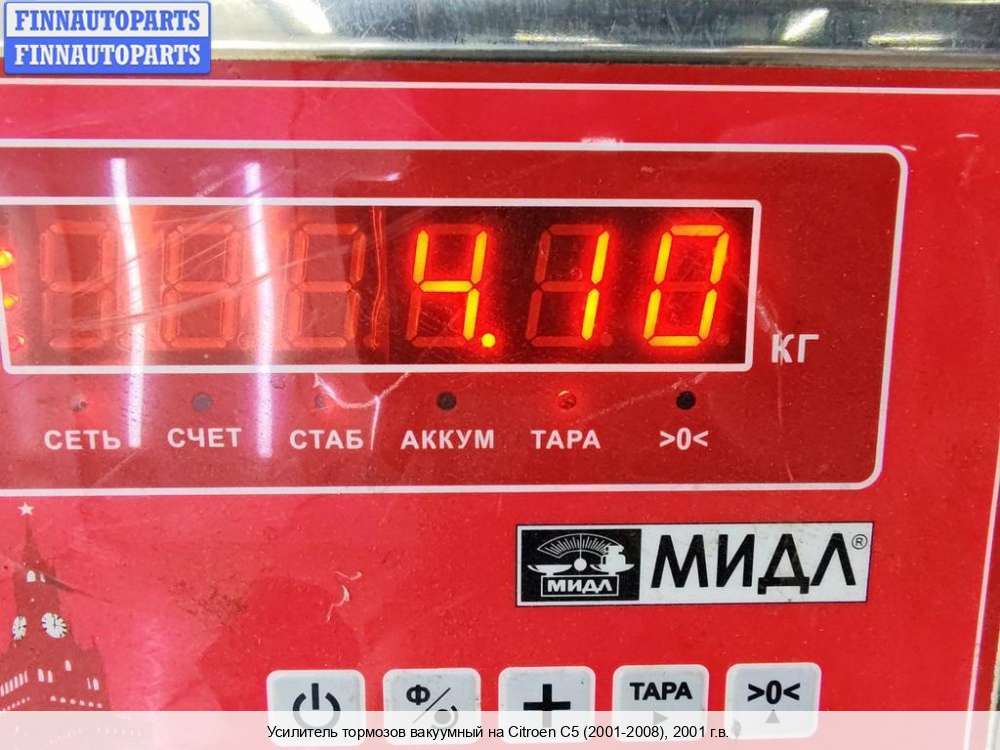 FINNAUTOPARTS
FINNAUTOPARTS
4.10
КГ
СЕТЬ СЧЕТ СТАБ АККУМ ТАРА >0<
МИДЛ МИДЛ®
Ф ТАРА >0<
Усилитель тормозов вакуумный на Citroen C5 (2001-2008), 2001 г.в.